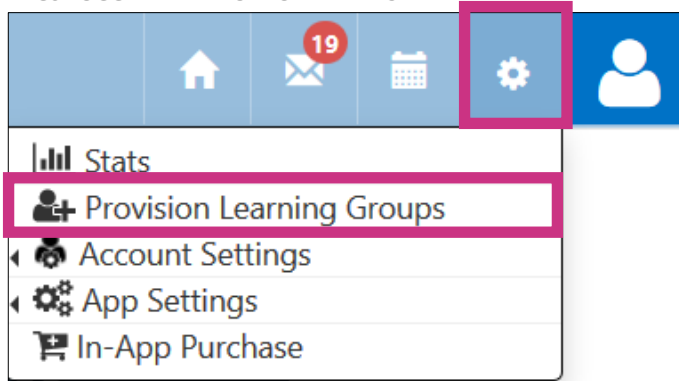 19
Stats
Provision Learning Groups
Account Settings
App Settings
In-App Purchase